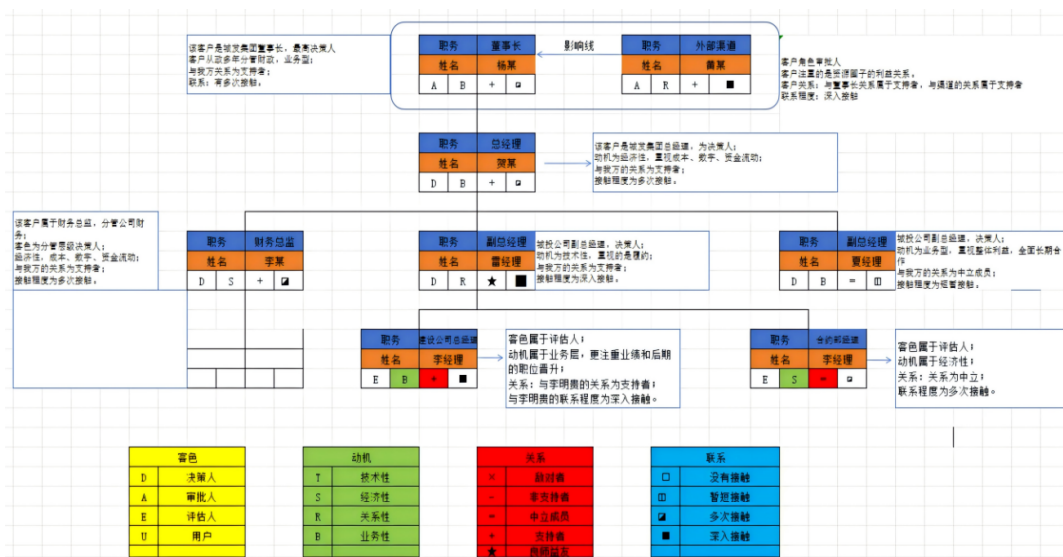 该客户是城发集团董事长，最高决策人
客户从政多年分管财政，业务型；
与我方关系为支持者；
联系：有多次接触。
职务 董事长
姓名 杨某
A B + ◪
影响线
职务 外部渠道
姓名 黄某
A R + ■
客户角色审批人
客户注重的是资源圈子的利益关系。
客户关系：与董事长关系属于支持者，与渠道的关系属于支持者
联系程度：深入接触
职务 总经理
姓名 贺某
D B + ◪
该客户是城发集团总经理，为决策人；
动机为经济性，重视成本、数字、资金流动；
与我方的关系为支持者；
接触程度为多次接触。
该客户属于财务总监，分管公司财
务；
客色为分管层级决策人；
经济性，成本、数字、资金流动；
与我方的关系为支持者；
接触程度为多次接触。
职务 财务总监
姓名 李某
D S + ◪
职务 副总经理
姓名 雷经理
D R ★ ■
城投公司副总经理，决策人；
动机为技术性，重视的是履约；
与我方的关系为支持者；
接触程度为深入接触。
职务 副总经理
姓名 夏经理
D B = ◫
城投公司副总经理，决策人；
动机为业务型，重视整体利益，全面长期合
作
与我方的关系为中立成员；
接触程度为短暂接触。
职务 建设公司总经理
姓名 李经理
E B + ■
客色属于评估人；
动机属于业务层，更注重业绩和后期
的职位晋升；
关系：与李明贵的关系为支持者；
与李明贵的联系程度为深入接触。
职务 合约部经理
姓名 李经理
E S = ◪
客色属于评估人；
动机属于经济性；
关系：关系为中立；
联系程度为多次接触。
客色
D 决策人
A 审批人
E 评估人
U 用户
动机
T 技术性
S 经济性
R 关系性
B 业务性
关系
× 敌对者
- 非支持者
= 中立成员
+ 支持者
★ 良师益友
联系
□ 没有接触
◫ 暂短接触
◪ 多次接触
■ 深入接触